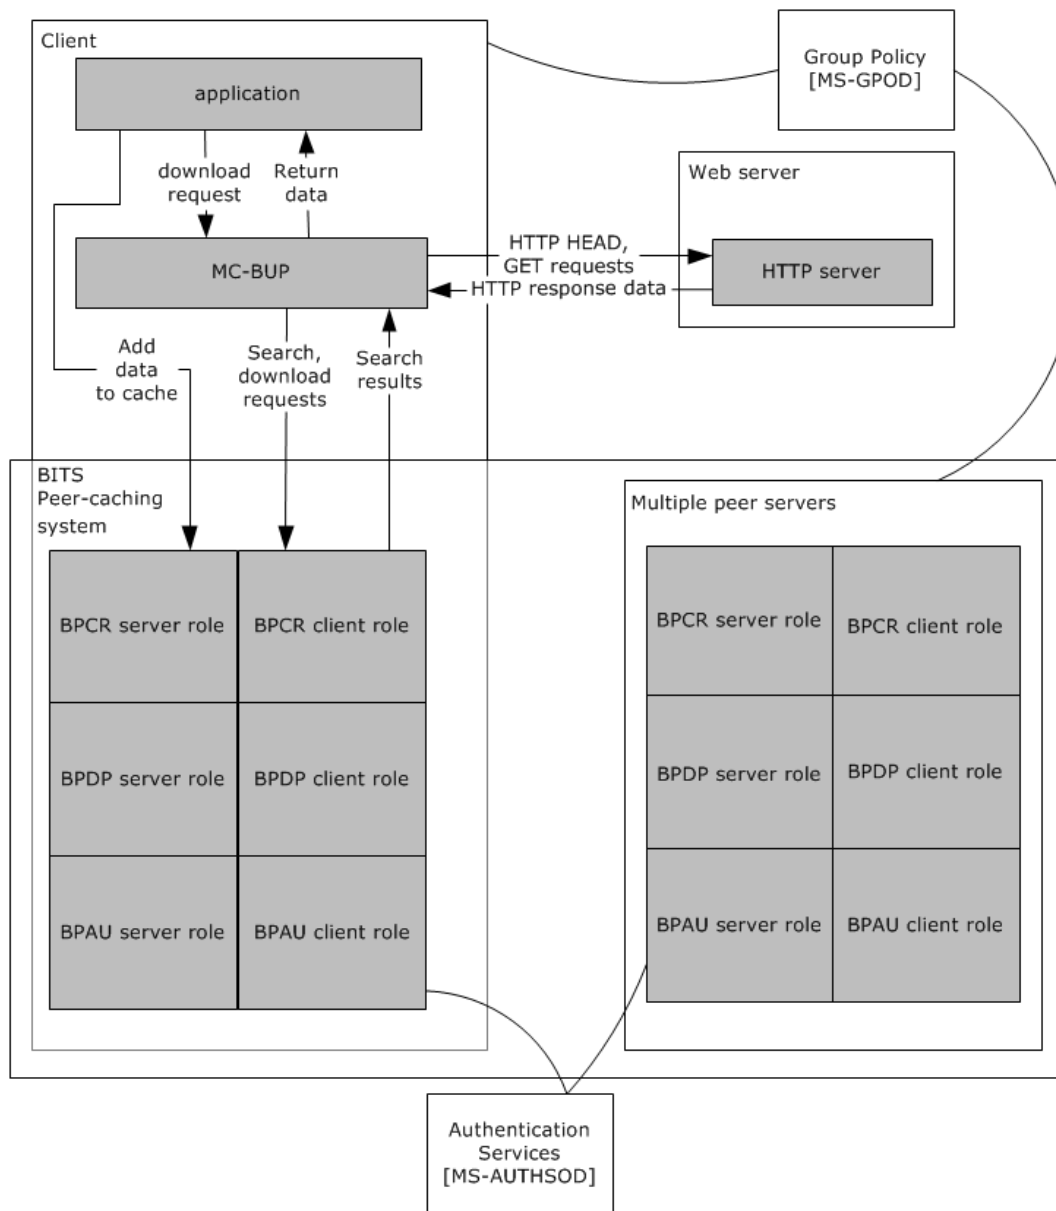 Client
application
download
request
Return
data
MC-BUP
Add
data
to cache
Search,
download
requests
Search
results
HTTP HEAD,
GET requests
HTTP response data
Group Policy
[MS-GPOD]
Web server
HTTP server
BITS
Peer-caching
system
BPCR server role
BPCR client role
BPDP server role
BPDP client role
BPAU server role
BPAU client role
Multiple peer servers
BPCR server role
BPCR client role
BPDP server role
BPDP client role
BPAU server role
BPAU client role
Authentication
Services
[MS-AUTHSOD]